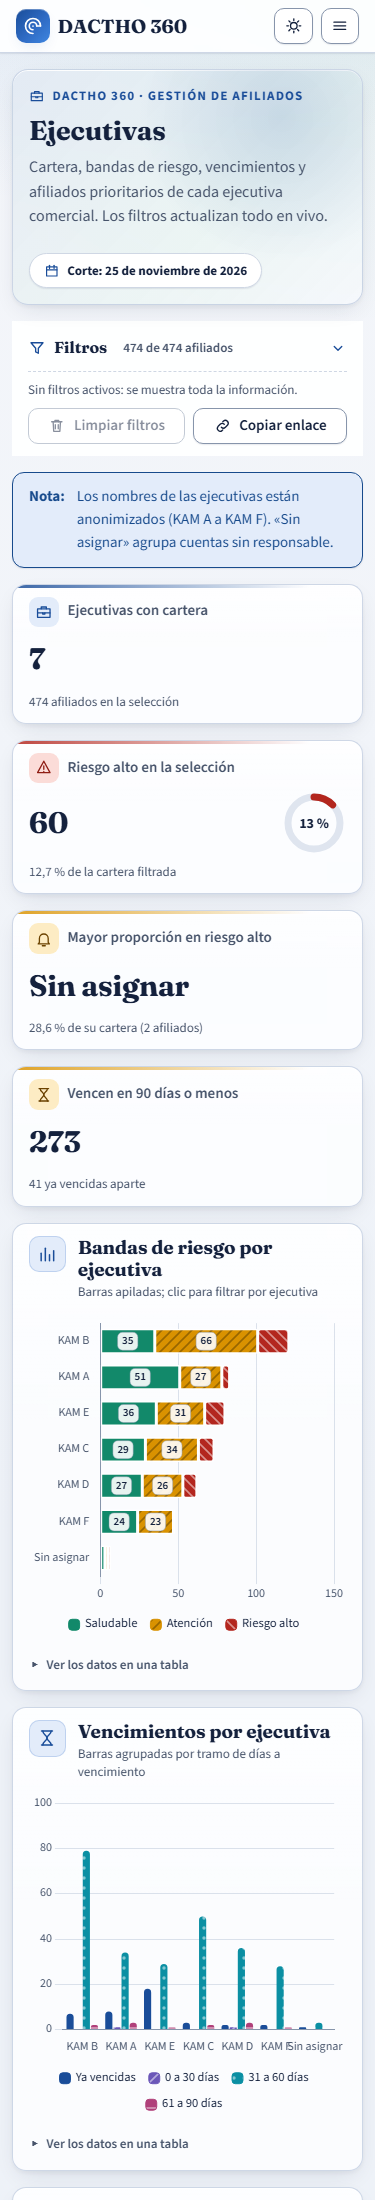 DACTHO 360
DACTHO 360 · GESTIÓN DE AFILIADOS
Ejecutivas
Cartera, bandas de riesgo, vencimientos y
afiliados prioritarios de cada ejecutiva
comercial. Los filtros actualizan todo en vivo.
Corte: 25 de noviembre de 2026
Filtros 474 de 474 afiliados
Sin filtros activos: se muestra toda la información.
Limpiar filtros Copiar enlace
Nota: Los nombres de las ejecutivas están
anonimizados (KAM A a KAM F). «Sin
asignar» agrupa cuentas sin responsable.
Ejecutivas con cartera
7
474 afiliados en la selección
Riesgo alto en la selección
60
13 %
12,7 % de la cartera filtrada
Mayor proporción en riesgo alto
Sin asignar
28,6 % de su cartera (2 afiliados)
Vencen en 90 días o menos
273
41 ya vencidas aparte
Bandas de riesgo por
ejecutiva
Barras apiladas; clic para filtrar por ejecutiva
KAM B 35 66
KAM A 51 27
KAM E 36 31
KAM C 29 34
KAM D 27 26
KAM F 24 23
Sin asignar
0 50 100 150
Saludable Atención Riesgo alto
Ver los datos en una tabla
Vencimientos por ejecutiva
Barras agrupadas por tramo de días a
vencimiento
100
80
60
40
20
0
KAM B KAM A KAM E KAM C KAM D KAM F Sin asignar
Ya vencidas 0 a 30 días 31 a 60 días
61 a 90 días
Ver los datos en una tabla